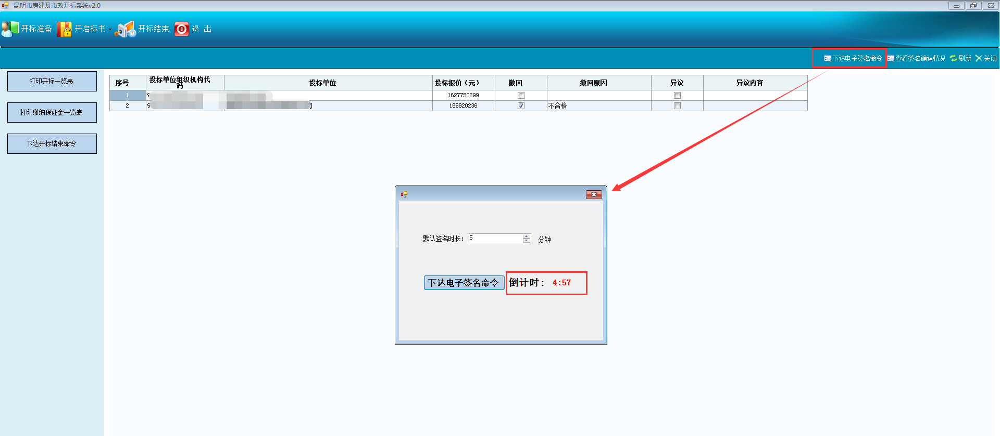 昆明市房建及市政开标系统v2.0
开标准备 开启标书 开标结束 退 出
下达电子签名命令 查看签名确认情况 刷新 关闭
打印开标一览表
打印缴纳保证金一览表
下达开标结束命令
序号 投标单位组织机构代码 投标单位 投标报价（元） 撤回 撤回原因 异议 异议内容
1 9 1627750299
2 9 169920236 不合格
默认签名时长： 5 分钟
下达电子签名命令 倒计时： 4:57